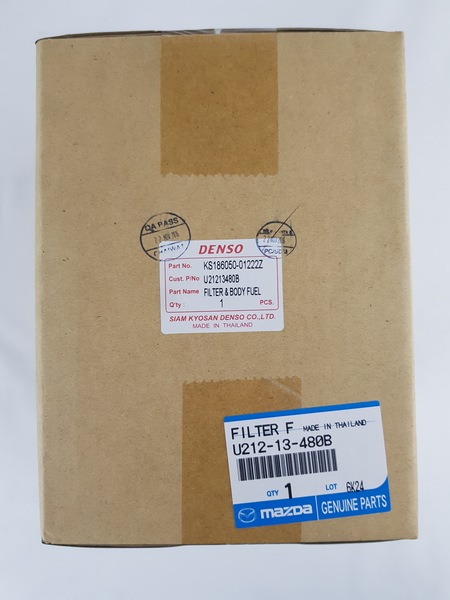 QA PASS
DENSO
Part No. KS186050-01222Z
Cust. P/No U21213480B
Part Name FILTER & BODY FUEL
Q'ty : 1 PCS.
SIAM KYOSAN DENSO CO.,LTD.
MADE IN THAILAND
FILTER F MADE IN THAILAND
U212-13-480B
QTY 1 LOT 6K24
mazda GENUINE PARTS